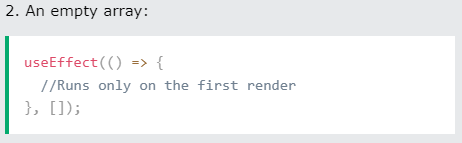 2. An empty array:
useEffect(() => {
  //Runs only on the first render
}, []);